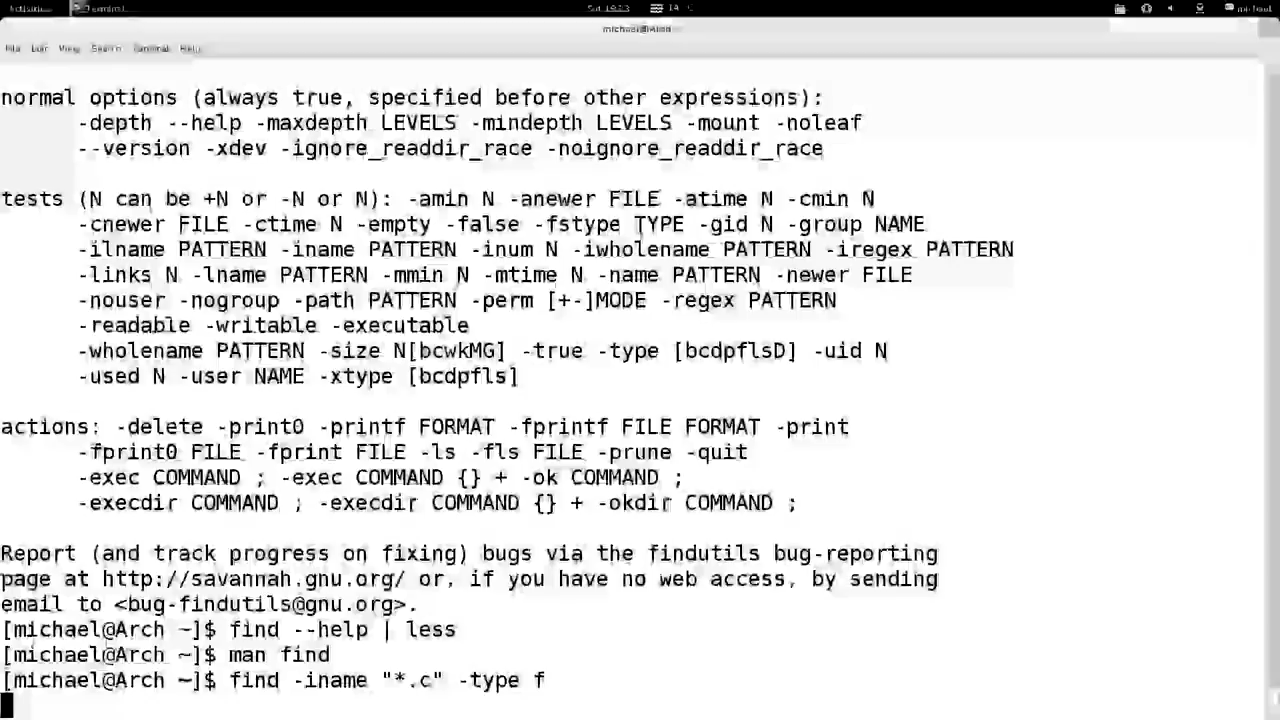 michael@Arch:~
File Edit View Search Terminal Help
normal options (always true, specified before other expressions):
-depth --help -maxdepth LEVELS -mindepth LEVELS -mount -noleaf
--version -xdev -ignore_readdir_race -noignore_readdir_race
tests (N can be +N or -N or N): -amin N -anewer FILE -atime N -cmin N
-cnewer FILE -ctime N -empty -false -fstype TYPE -gid N -group NAME
-ilname PATTERN -iname PATTERN -inum N -iwholename PATTERN -iregex PATTERN
-links N -lname PATTERN -mmin N -mtime N -name PATTERN -newer FILE
-nouser -nogroup -path PATTERN -perm [+-]MODE -regex PATTERN
-readable -writable -executable
-wholename PATTERN -size N[bcwkMG] -true -type [bcdpflsD] -uid N
-used N -user NAME -xtype [bcdpfls]
actions: -delete -print0 -printf FORMAT -fprintf FILE FORMAT -print
-fprint0 FILE -fprint FILE -ls -fls FILE -prune -quit
-exec COMMAND ; -exec COMMAND {} + -ok COMMAND ;
-execdir COMMAND ; -execdir COMMAND {} + -okdir COMMAND ;
Report (and track progress on fixing) bugs via the findutils bug-reporting
page at http://savannah.gnu.org/ or, if you have no web access, by sending
email to <bug-findutils@gnu.org>.
[michael@Arch ~]$ find --help | less
[michael@Arch ~]$ man find
[michael@Arch ~]$ find -iname "*.c" -type f